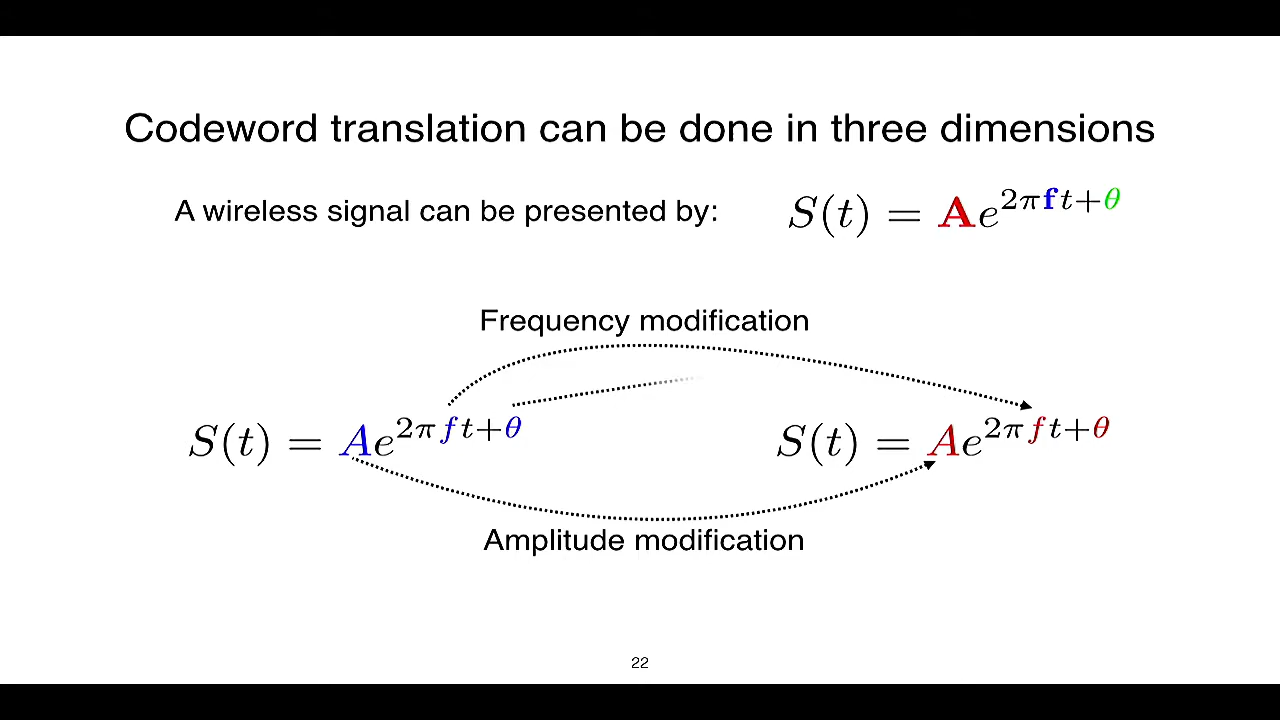 Codeword translation can be done in three dimensions
A wireless signal can be presented by: S(t) = Ae^{2πft+θ}
Frequency modification
S(t) = Ae^{2πft+θ} S(t) = Ae^{2πft+θ}
Amplitude modification
22